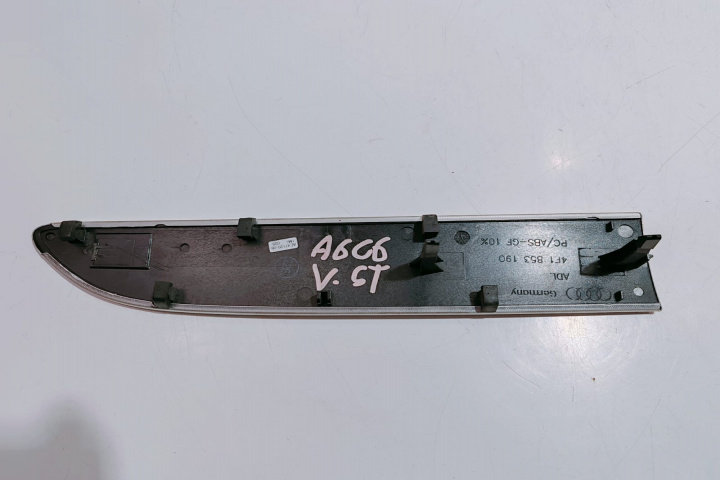 A6C6
V. ST
PC/ABS-GF 10%
4F1 853 190
ADL
Germany